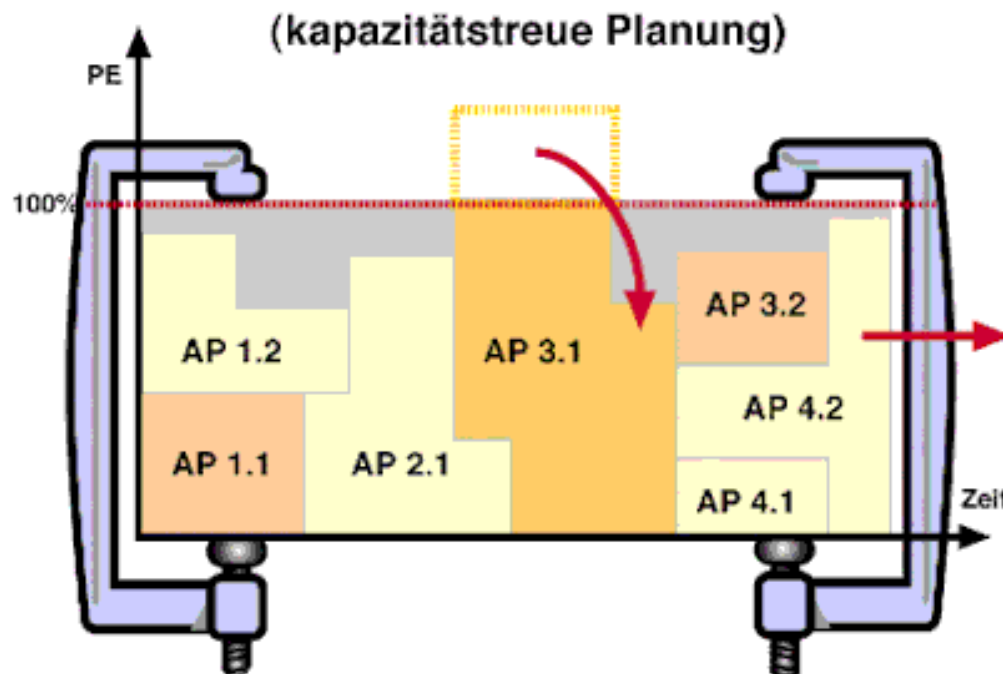 (kapazitätstreue Planung)
PE
100%
AP 3.2
AP 1.2
AP 3.1
AP 4.2
AP 1.1
AP 2.1
AP 4.1
Zeit